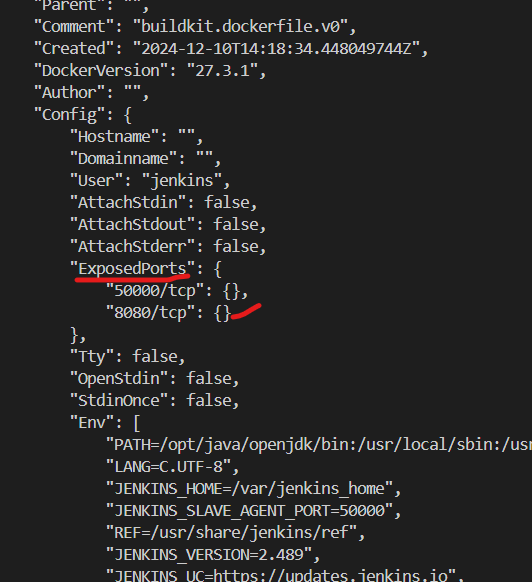 "Parent": "",
"Comment": "buildkit.dockerfile.v0",
"Created": "2024-12-10T14:18:34.448049744Z",
"DockerVersion": "27.3.1",
"Author": "",
"Config": {
"Hostname": "",
"Domainname": "",
"User": "jenkins",
"AttachStdin": false,
"AttachStdout": false,
"AttachStderr": false,
"ExposedPorts": {
"50000/tcp": {},
"8080/tcp": {}
},
"Tty": false,
"OpenStdin": false,
"StdinOnce": false,
"Env": [
"PATH=/opt/java/openjdk/bin:/usr/local/sbin:/usr
"LANG=C.UTF-8",
"JENKINS_HOME=/var/jenkins_home",
"JENKINS_SLAVE_AGENT_PORT=50000",
"REF=/usr/share/jenkins/ref",
"JENKINS_VERSION=2.489",
"JENKINS_UC=https://updates.jenkins.io",